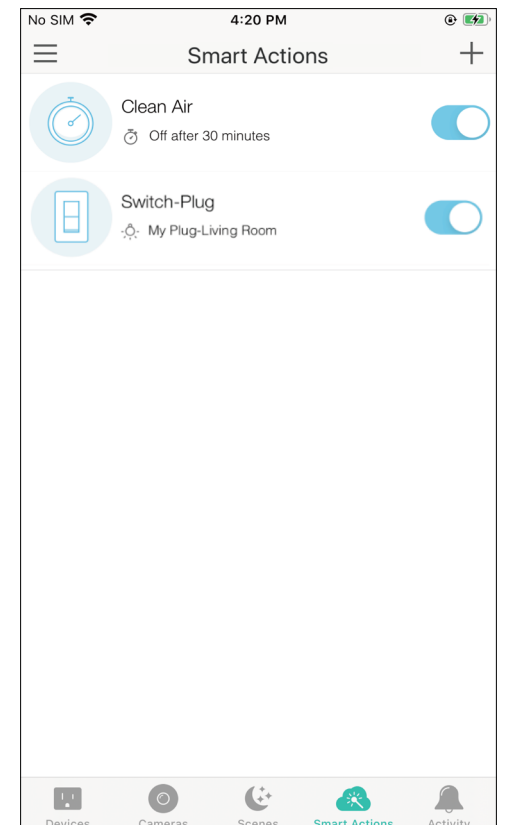 No SIM 4:20 PM
Smart Actions
Clean Air
Off after 30 minutes
Switch-Plug
My Plug-Living Room
Devices Cameras Scenes Smart Actions Activity